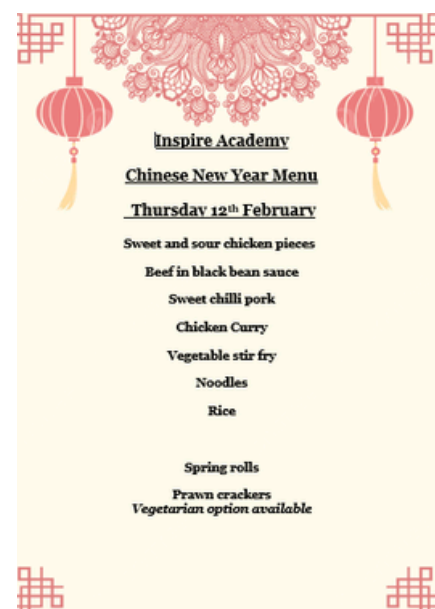 Inspire Academy
Chinese New Year Menu
Thursday 12th February
Sweet and sour chicken pieces
Beef in black bean sauce
Sweet chilli pork
Chicken Curry
Vegetable stir fry
Noodles
Rice
Spring rolls
Prawn crackers
Vegetarian option available